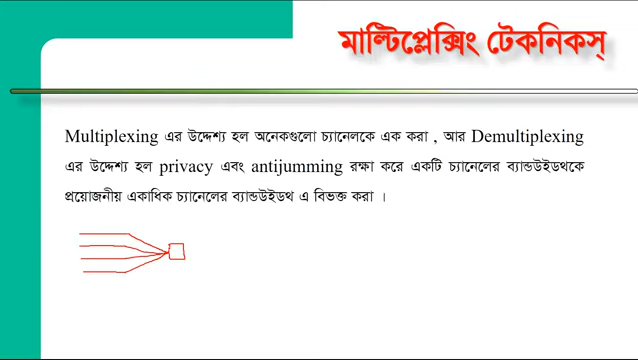 মাল্টিপ্লেক্সিং টেকনিকস্
Multiplexing এর উদ্দেশ্য হল অনেকগুলো চ্যানেলকে এক করা , আর Demultiplexing
এর উদ্দেশ্য হল privacy এবং antijumming রক্ষা করে একটি চ্যানেলের ব্যান্ডউইডথকে
প্রয়োজনীয় একাধিক চ্যানেলের ব্যান্ডউইডথ এ বিভক্ত করা ।